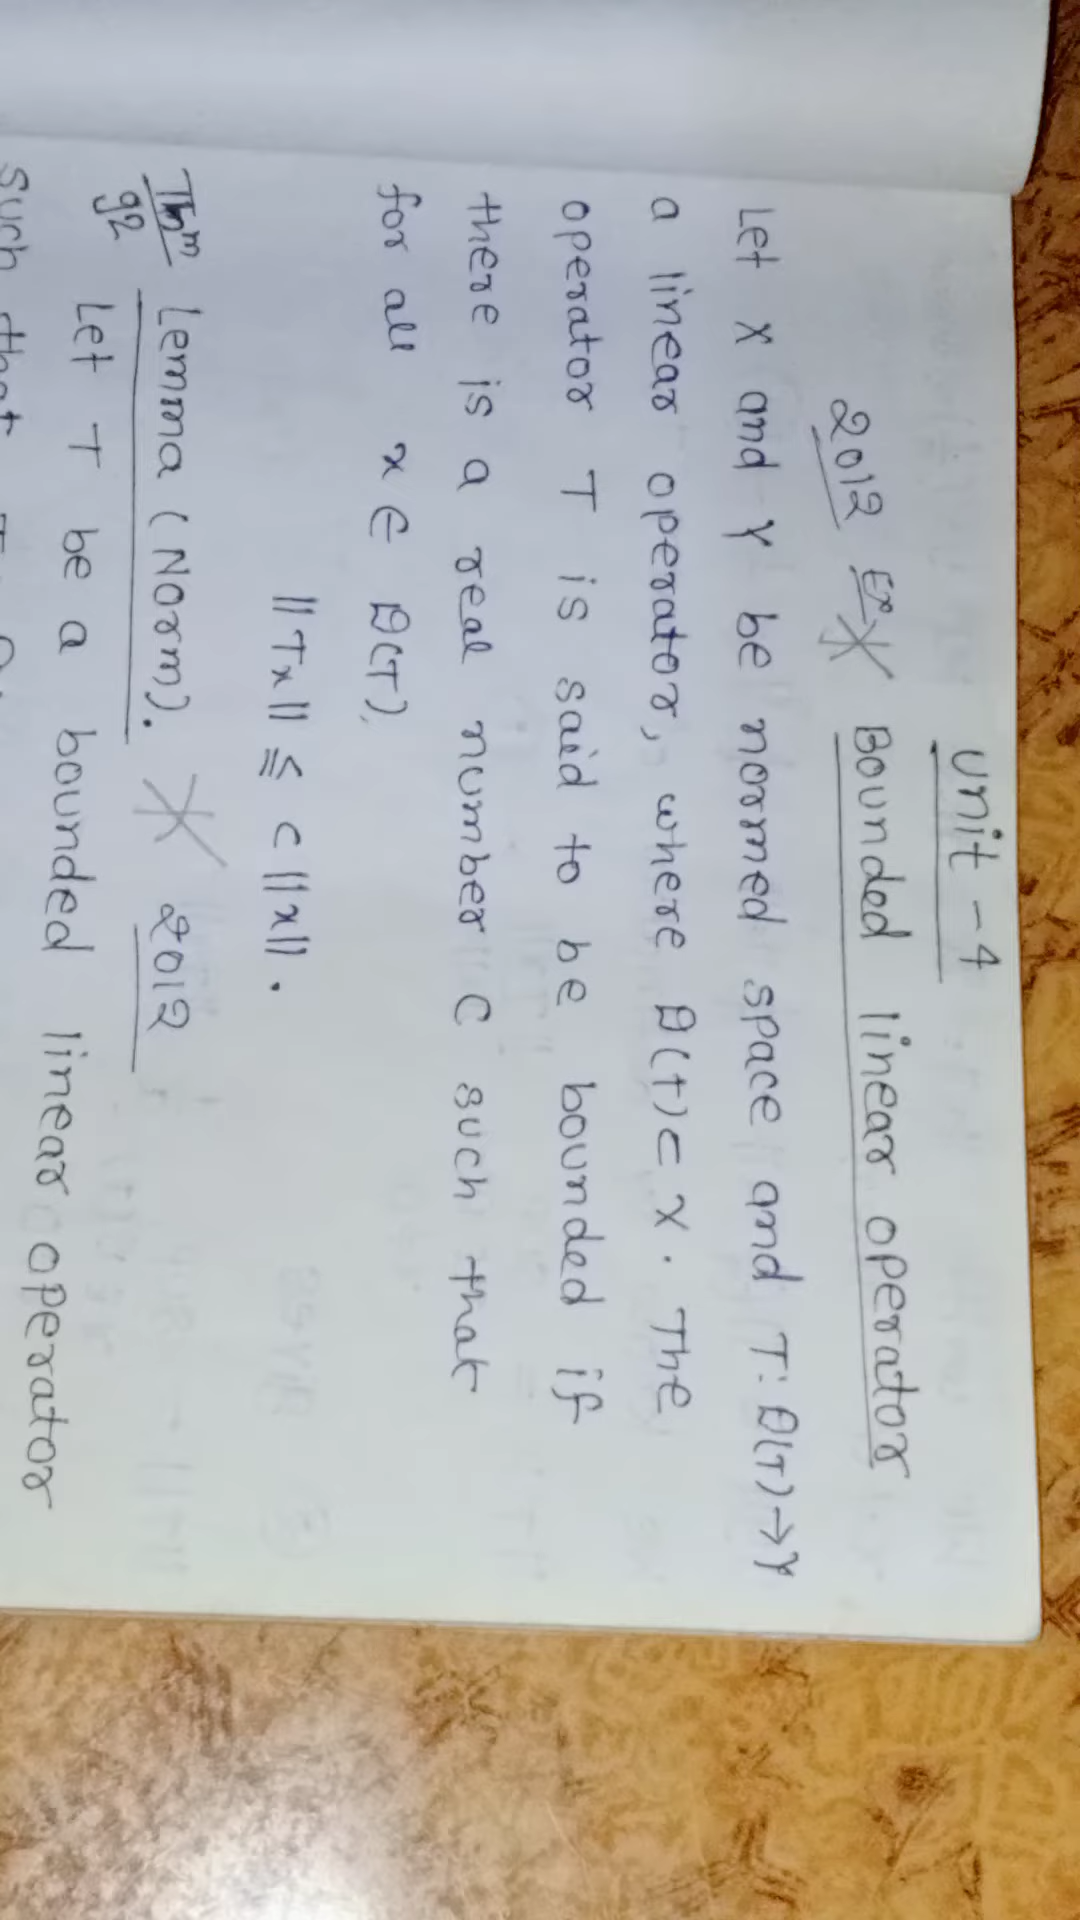 Unit - 4
2012 Ex Bounded linear operator
Let X and Y be normed space and T: D(T) → Y
a linear operator, where D(T) ⊂ X. The
operator T is said to be bounded if
there is a real number C such that
for all x ∈ D(T),
||Tx|| ≤ c ||x||.
Thm Lemma (Norm). 2012
92
Let T be a bounded linear operator
such that